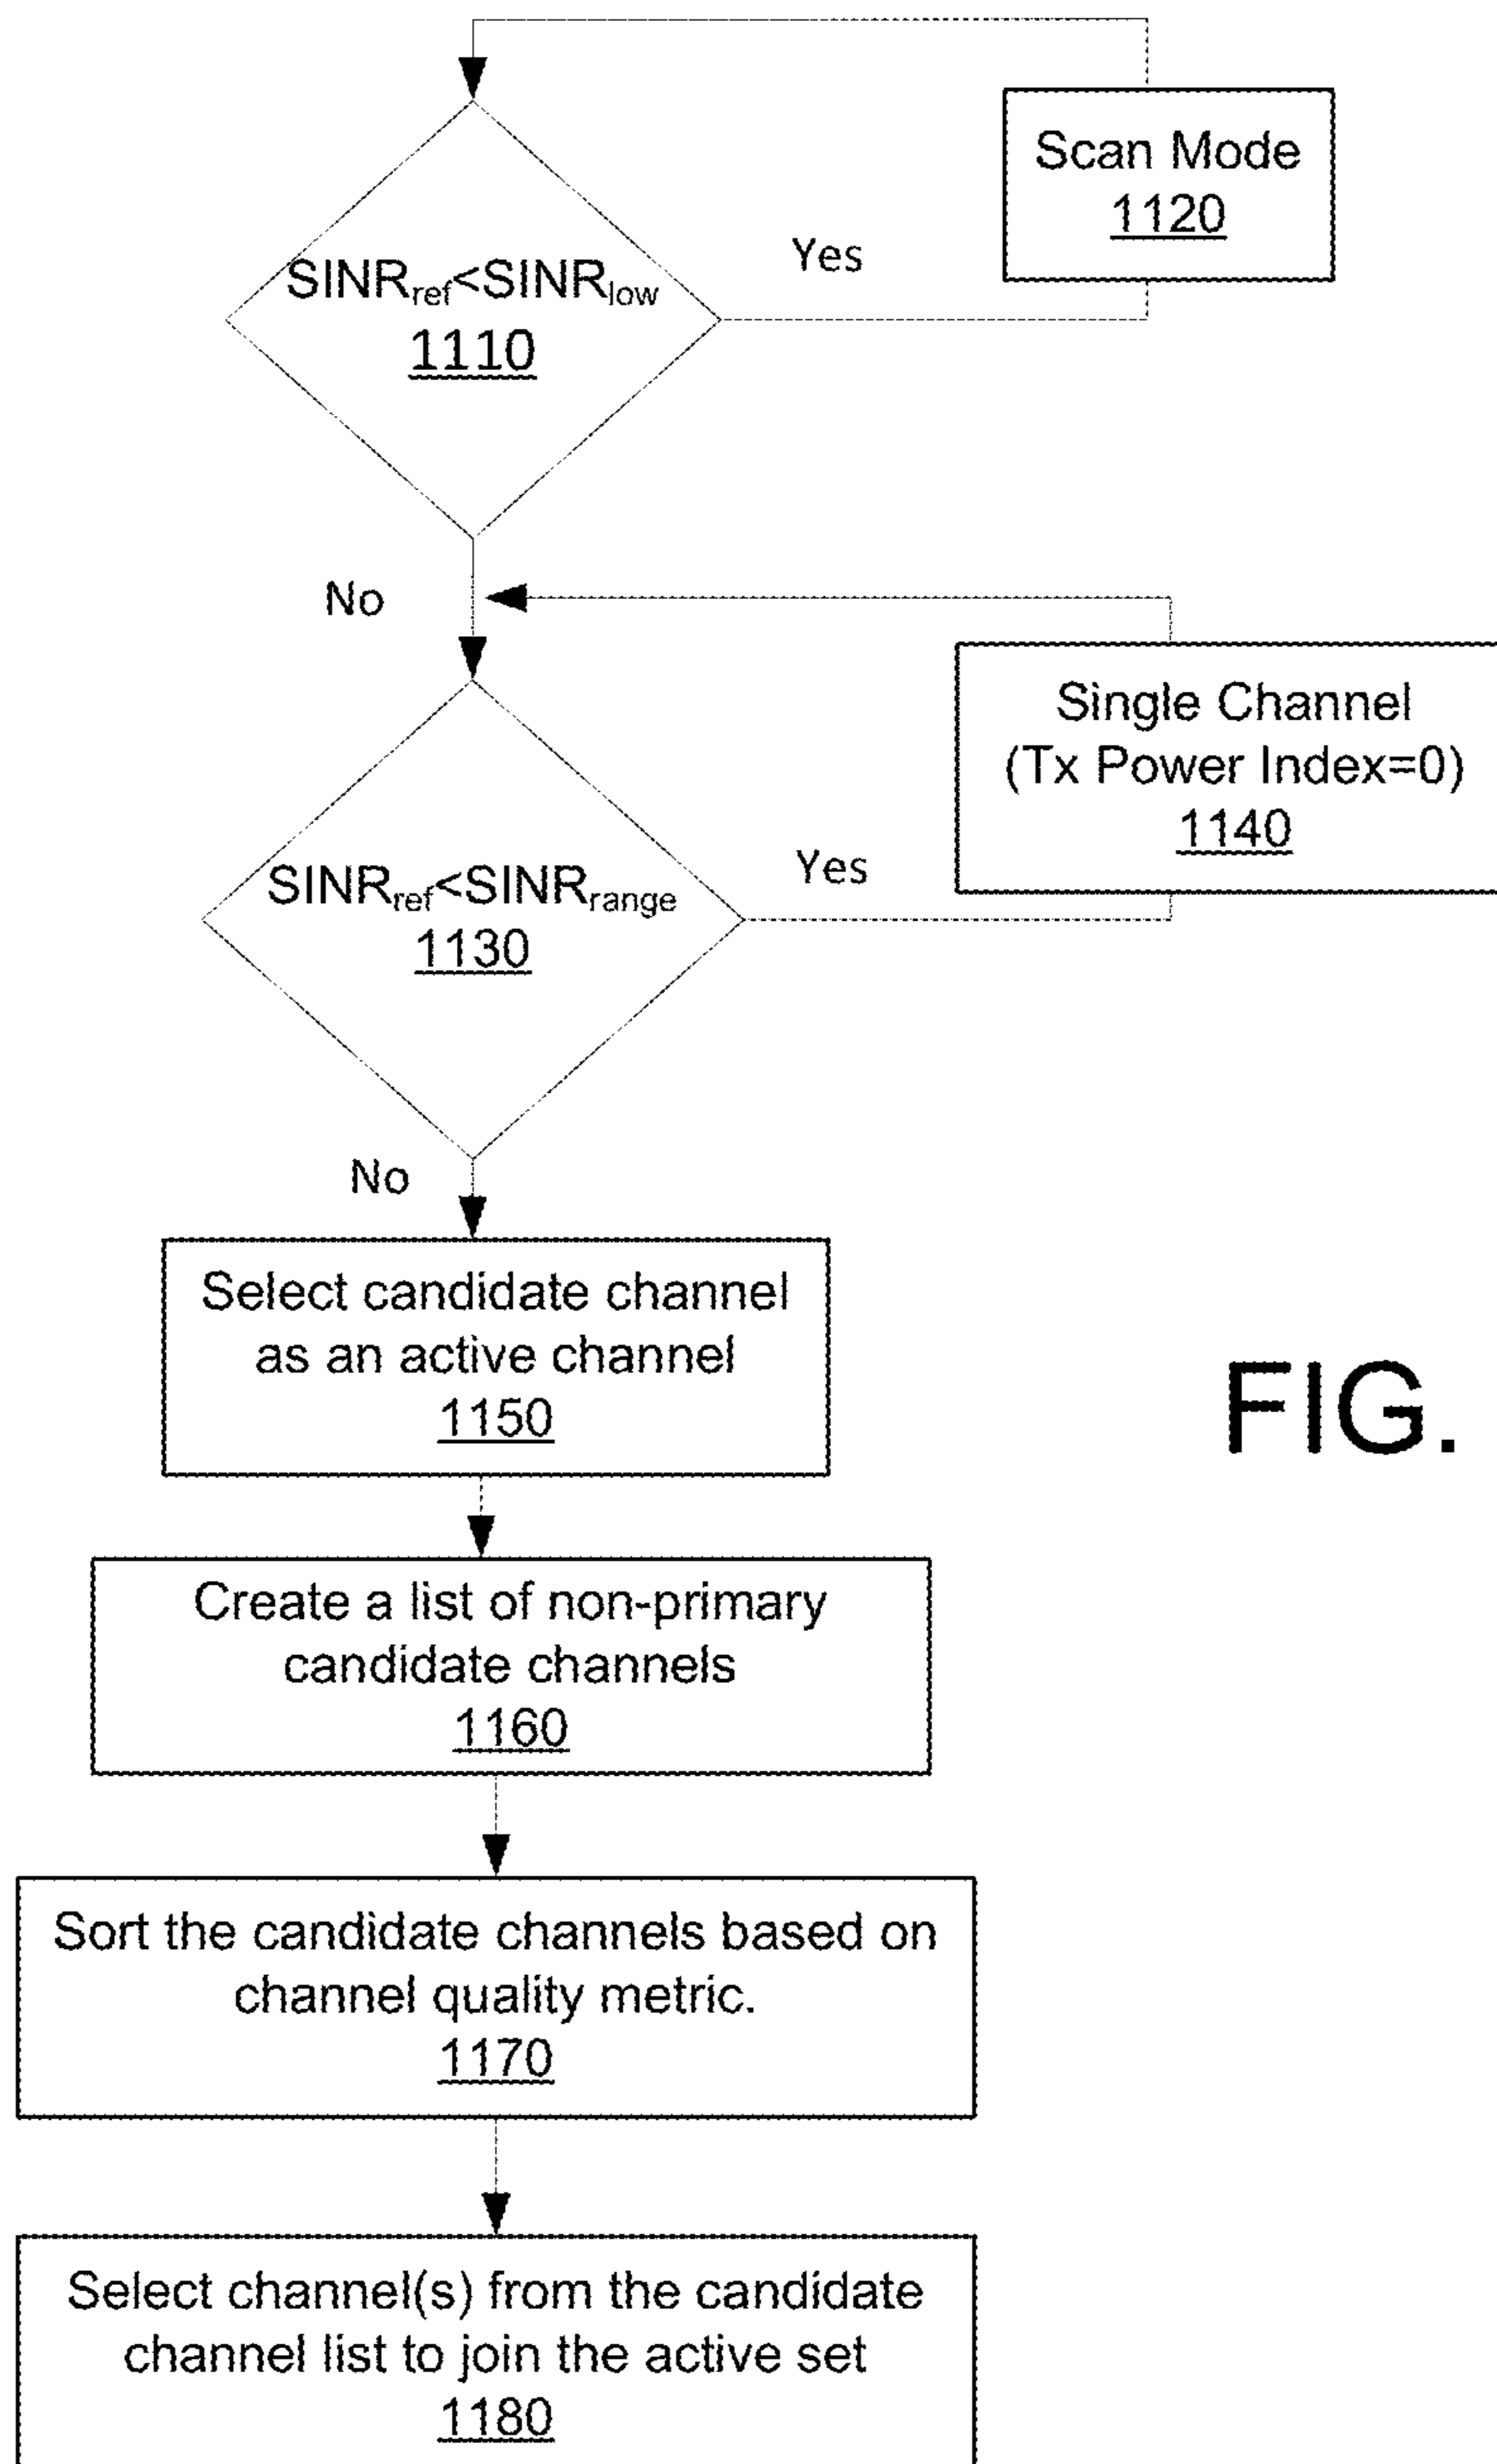 Scan Mode
1120
Yes
SINRref<SINRlow
1110
No
Single Channel
(Tx Power Index=0)
1140
Yes
SINRref<SINRrange
1130
No
Select candidate channel
as an active channel
1150
FIG.
Create a list of non-primary
candidate channels
1160
Sort the candidate channels based on
channel quality metric.
1170
Select channel(s) from the candidate
channel list to join the active set
1180